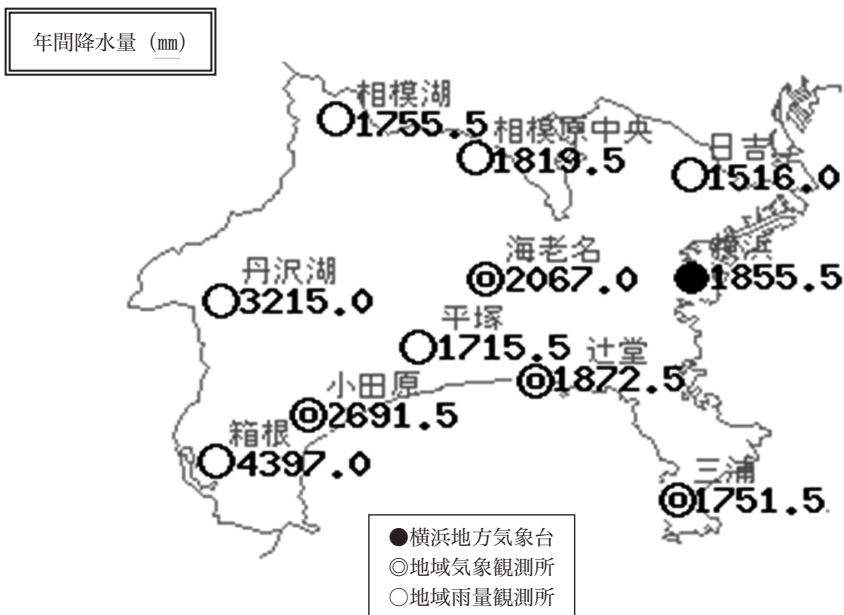 年間降水量（㎜）
相模湖
1755.5
相模原中央
1819.5
日吉
1516.0
海老名
2067.0
横浜
1855.5
丹沢湖
3215.0
平塚
1715.5
辻堂
1872.5
小田原
2691.5
箱根
4397.0
三浦
1751.5
●横浜地方気象台
◎地域気象観測所
○地域雨量観測所